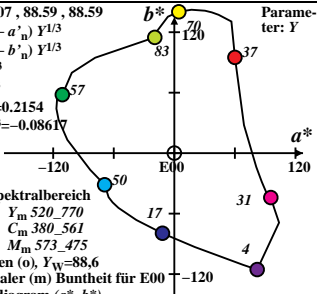 07 , 88.59 , 88.59
b*
Parame-
ter: Y
– a’n) Y1/3
– b’n) Y1/3
70
120
83
37
57
=0.2154
=−0.08617
a*
−120
E00
120
50
pektralbereich
Ym 520_770
Cm 380_561
Mm 573_475
31
17
4
en (o), YW=88,6
aler (m) Buntheit für E00
−120